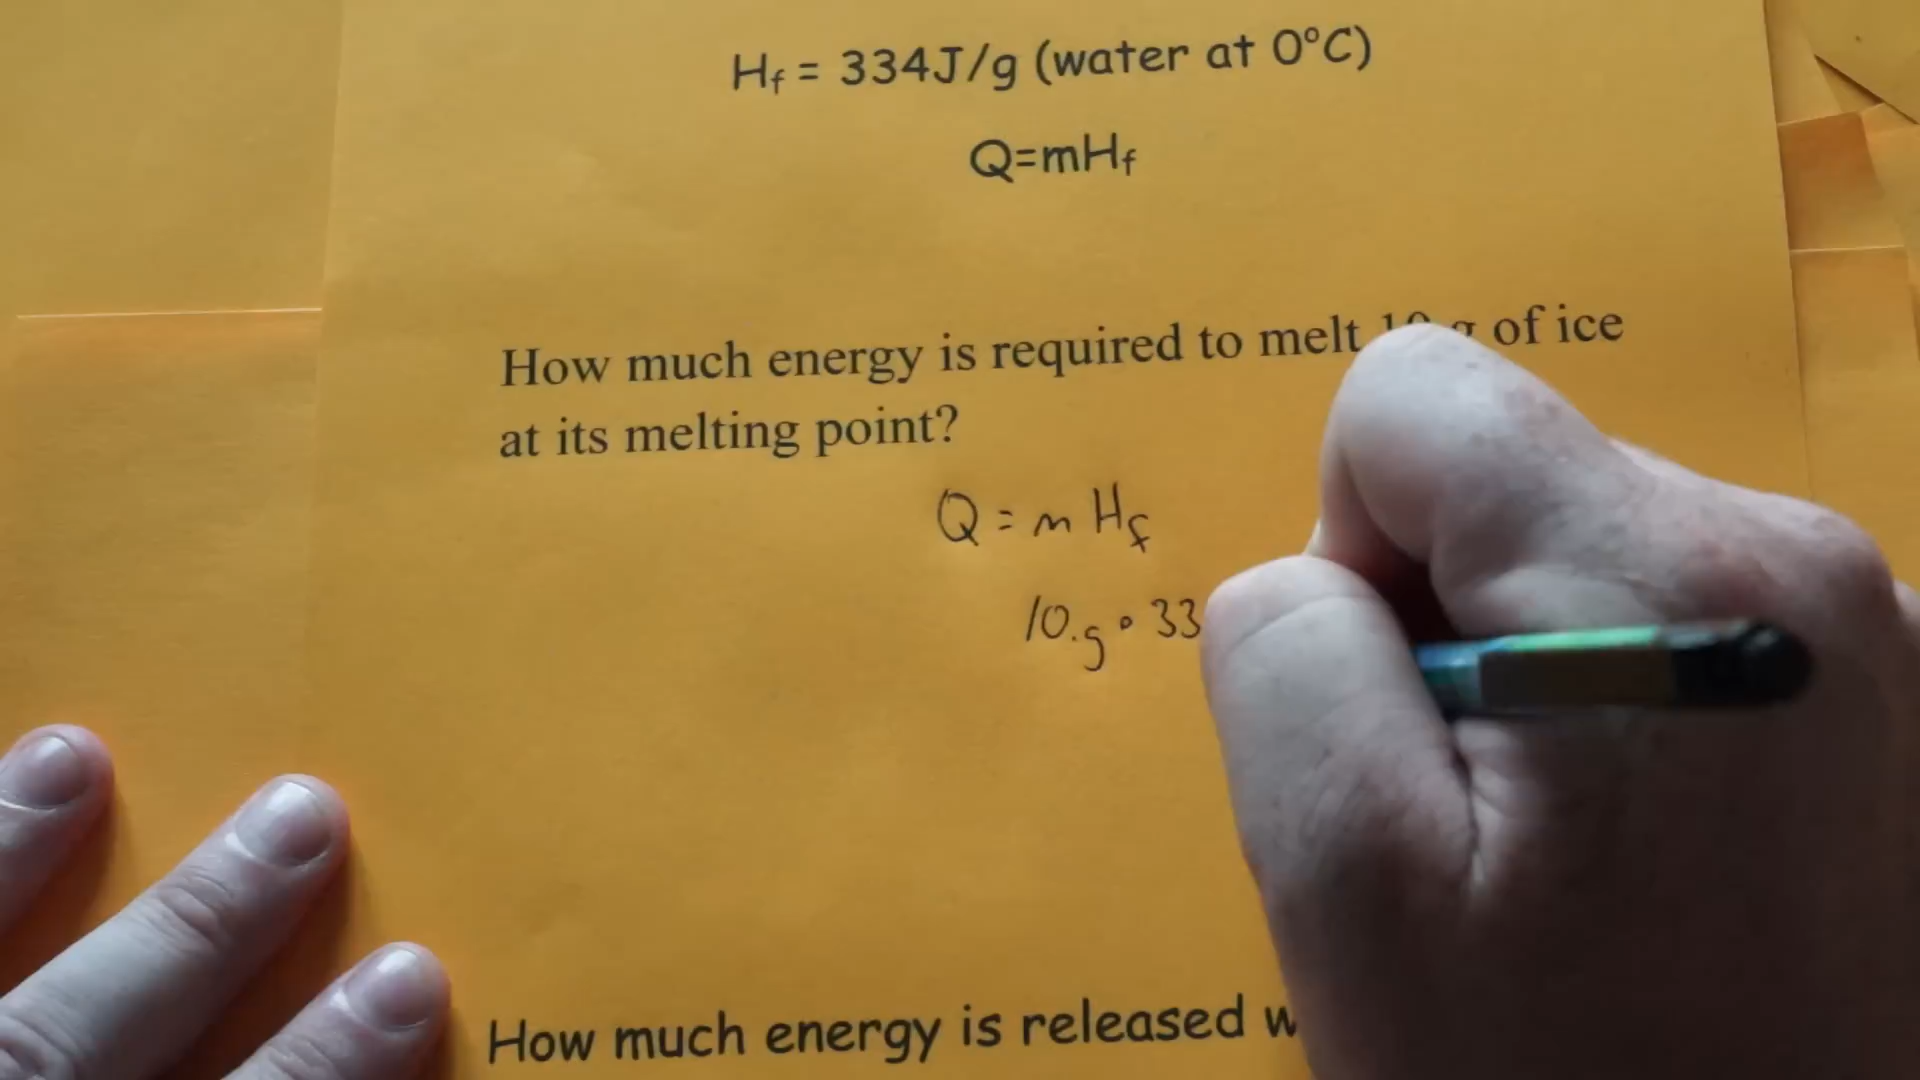 Hf = 334J/g (water at 0°C)
Q=mHf
How much energy is required to melt 10 g of ice
at its melting point?
Q = m Hf
10.g • 33
How much energy is released